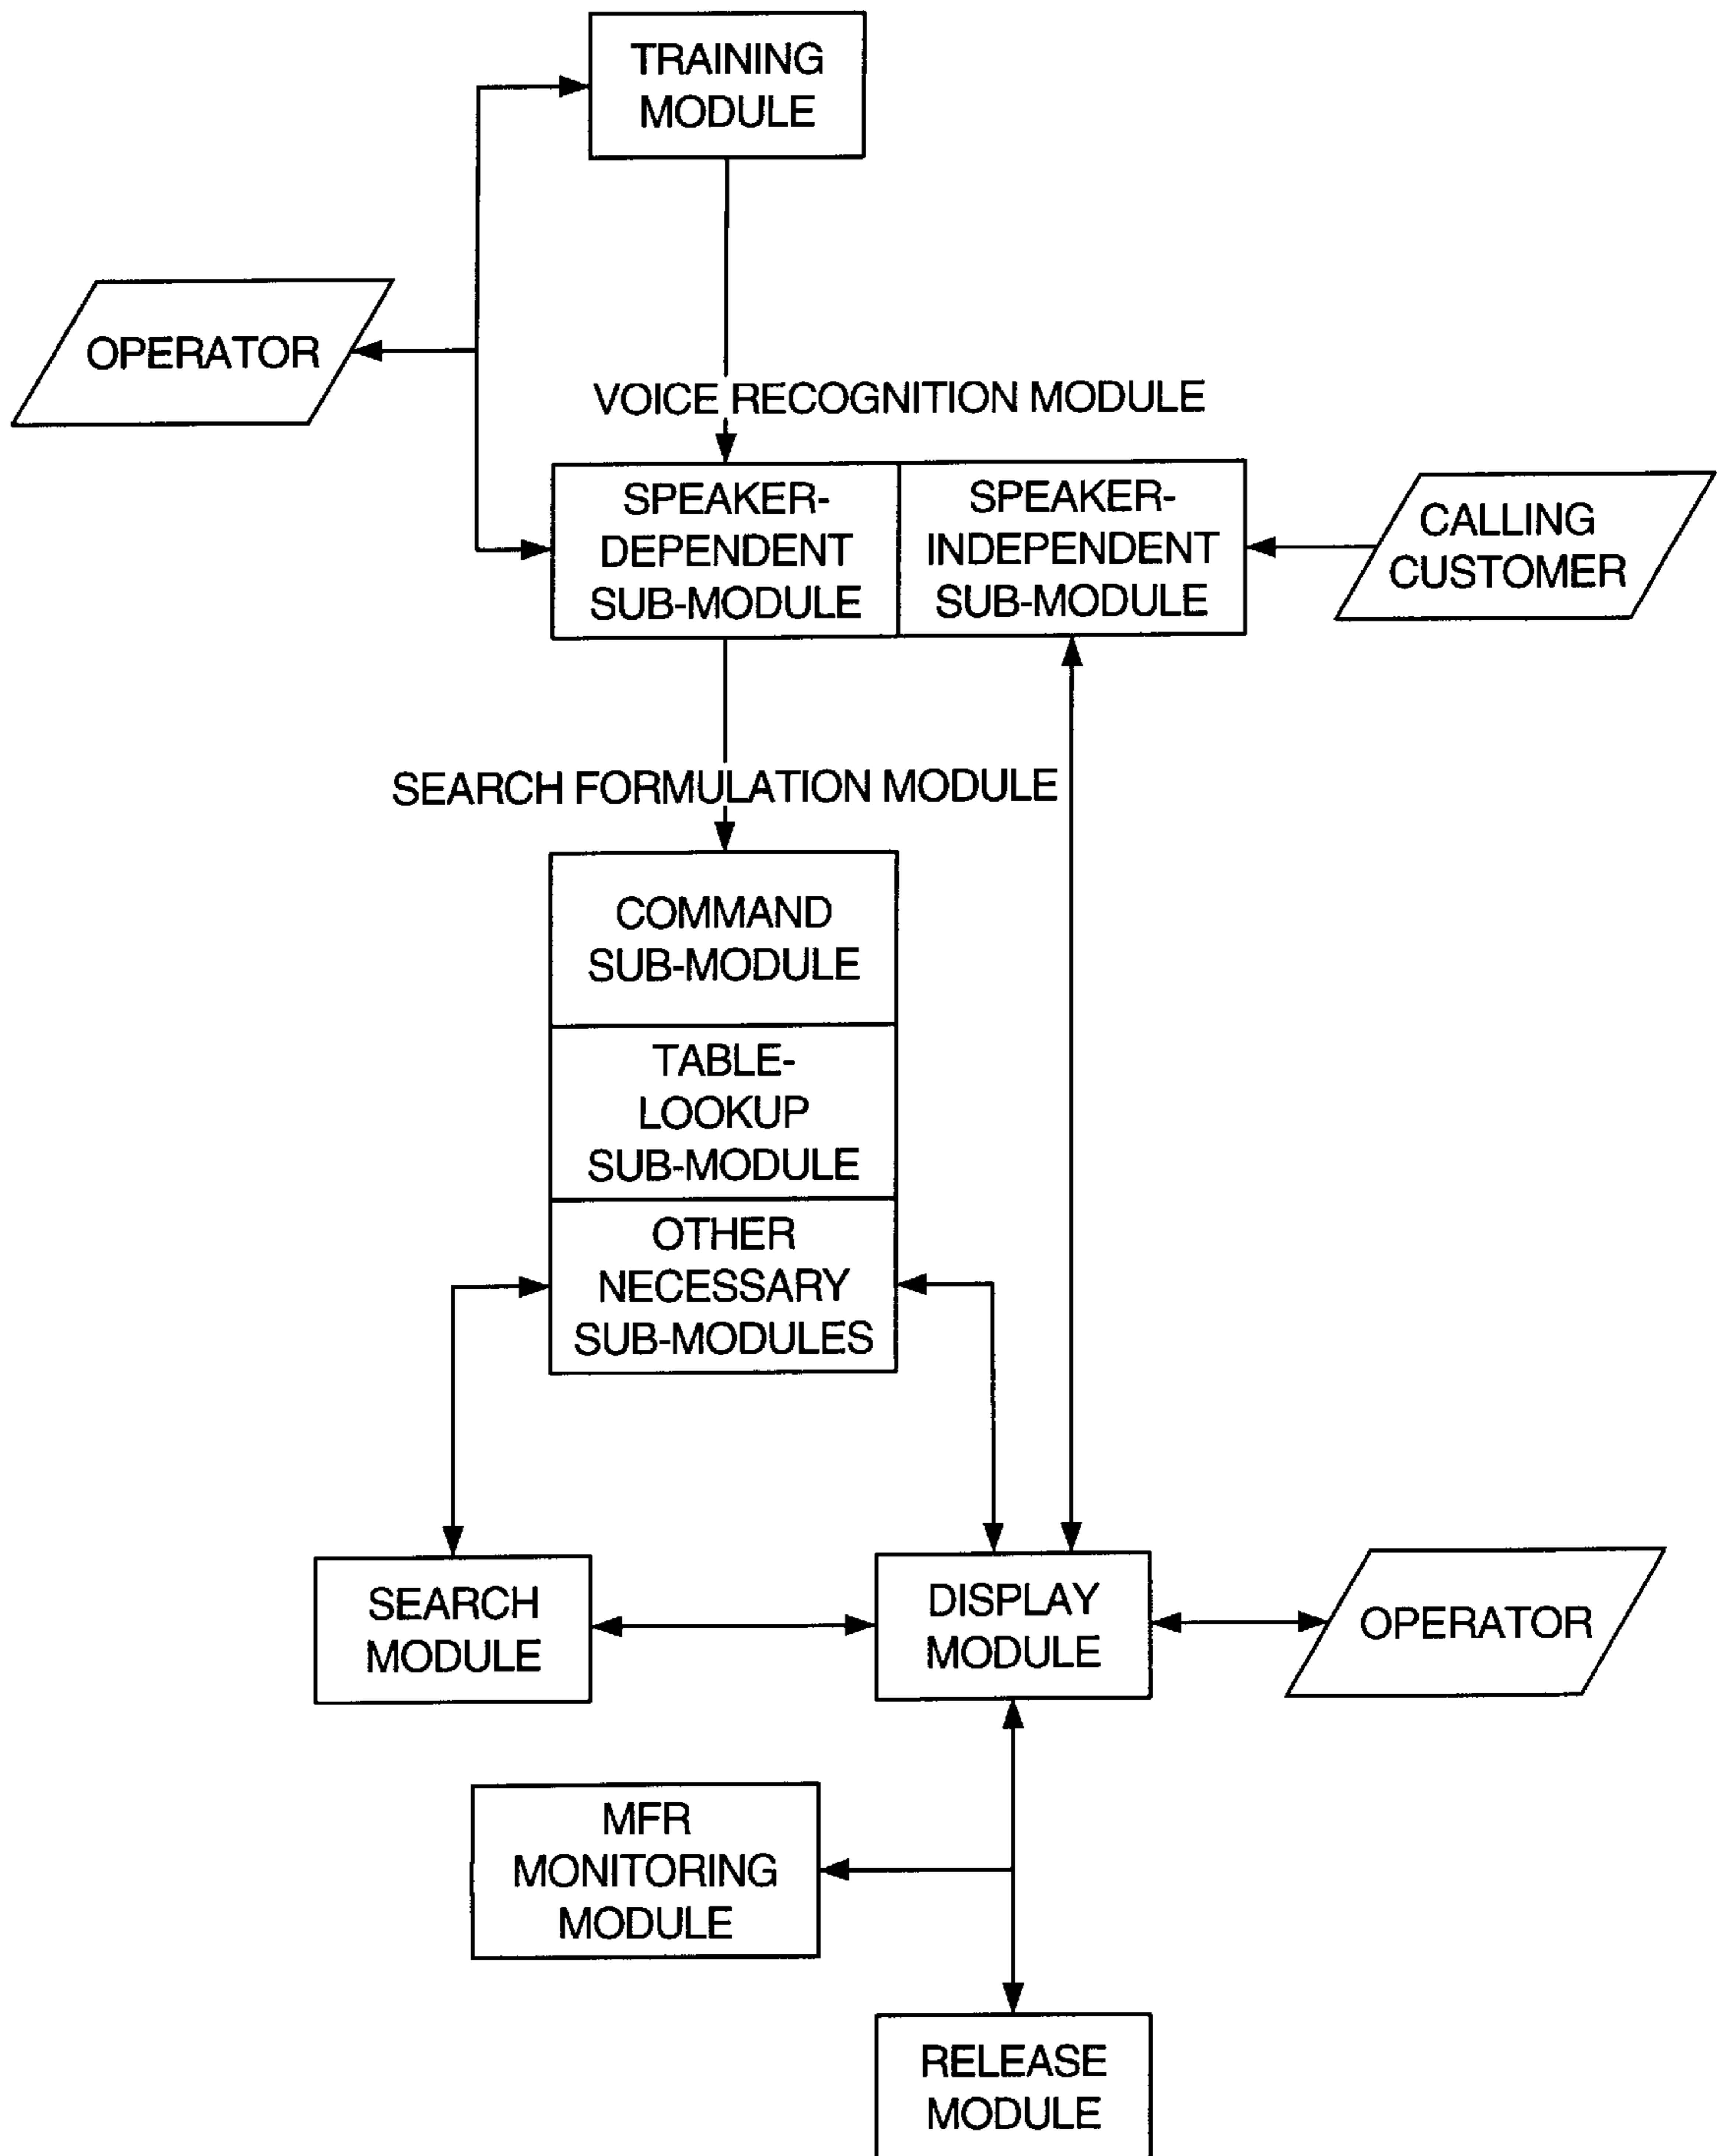 TRAINING
MODULE
OPERATOR
VOICE RECOGNITION MODULE
SPEAKER-
DEPENDENT
SUB-MODULE
SPEAKER-
INDEPENDENT
SUB-MODULE
CALLING
CUSTOMER
SEARCH FORMULATION MODULE
COMMAND
SUB-MODULE
TABLE-
LOOKUP
SUB-MODULE
OTHER
NECESSARY
SUB-MODULES
SEARCH
MODULE
DISPLAY
MODULE
OPERATOR
MFR
MONITORING
MODULE
RELEASE
MODULE